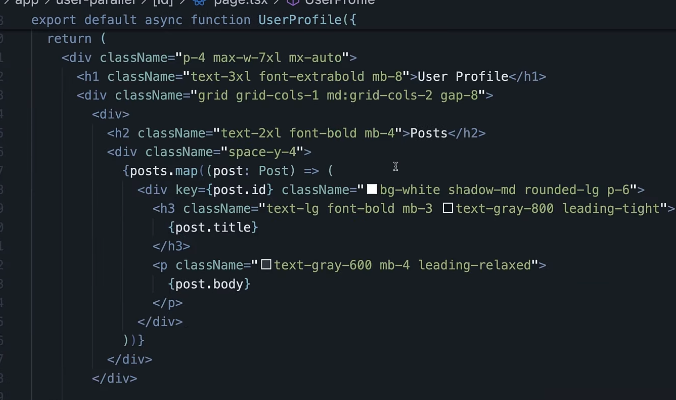 app > user-parallel > [id] > page.tsx > UserProfile
export default async function UserProfile({
return (
<div className="p-4 max-w-7xl mx-auto">
<h1 className="text-3xl font-extrabold mb-8">User Profile</h1>
<div className="grid grid-cols-1 md:grid-cols-2 gap-8">
<div>
<h2 className="text-2xl font-bold mb-4">Posts</h2>
<div className="space-y-4">
{posts.map((post: Post) => (
<div key={post.id} className="bg-white shadow-md rounded-lg p-6">
<h3 className="text-lg font-bold mb-3 text-gray-800 leading-tight">
{post.title}
</h3>
<p className="text-gray-600 mb-4 leading-relaxed">
{post.body}
</p>
</div>
))}
</div>
</div>